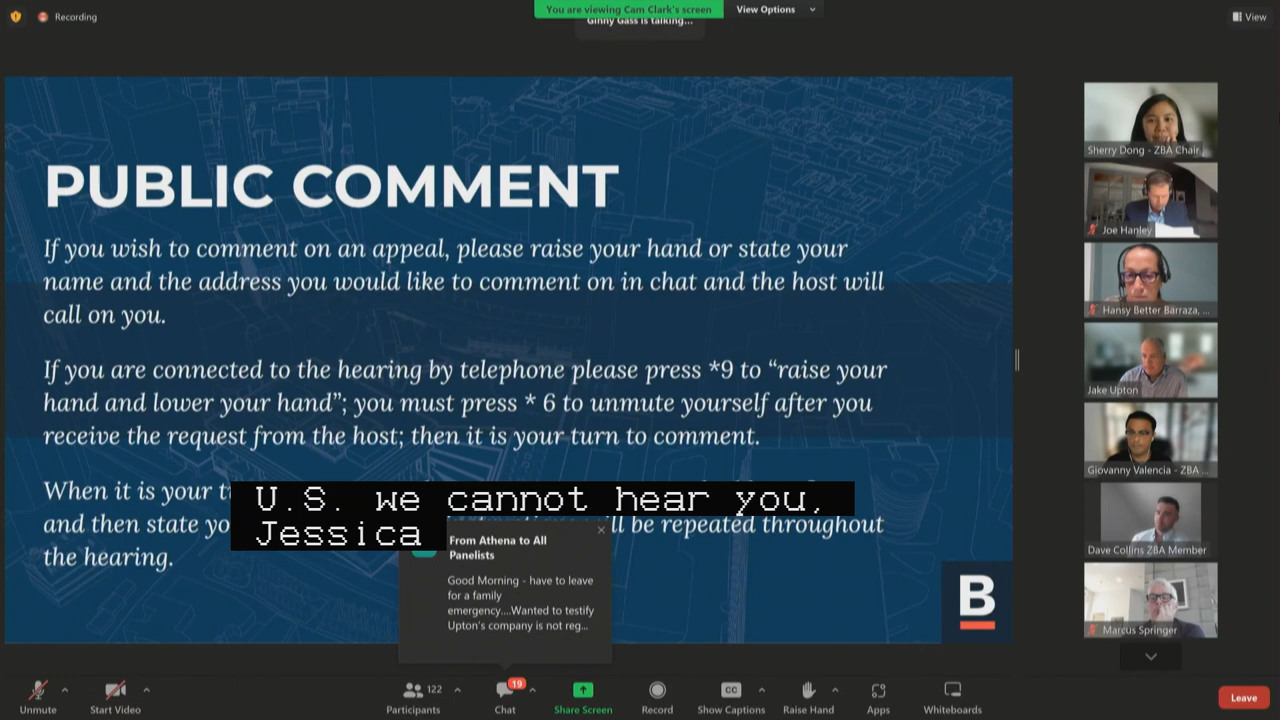 Recording
You are viewing Cam Clark's screen
View Options
View
Ginny Gass is talking...
PUBLIC COMMENT
If you wish to comment on an appeal, please raise your hand or state your
name and the address you would like to comment on in chat and the host will
call on you.
If you are connected to the hearing by telephone please press *9 to “raise your
hand and lower your hand”; you must press * 6 to unmute yourself after you
receive the request from the host; then it is your turn to comment.
When it is your
and then state
ll be repeated throughout
the hearing.
U.S. we cannot hear you,
Jessica
From Athena to All
Panelists
Good Morning - have to leave
for a family
emergency....Wanted to testify
Upton's company is not reg...
B
Sherry Dong - ZBA Chair
Joe Hanley
Hansy Better Barraza, ...
Jake Upton
Giovanny Valencia - ZBA ...
Dave Collins ZBA Member
Marcus Springer
Unmute
Start Video
122
Participants
19
Chat
Share Screen
Record
CC
Show Captions
Raise Hand
Apps
Whiteboards
Leave